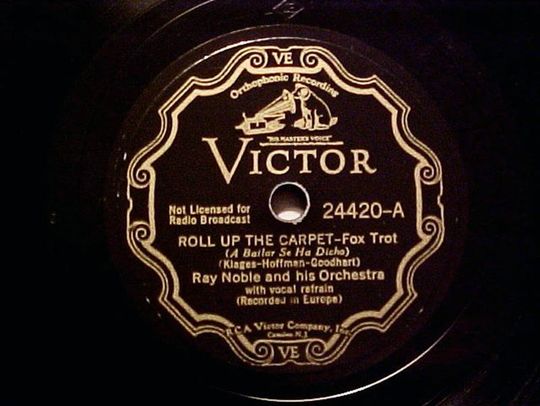 VE
Orthophonic Recording
"HIS MASTER'S VOICE"
VICTOR
Not Licensed for
Radio Broadcast
24420-A
ROLL UP THE CARPET-Fox Trot
(A Bailar Se Ha Dicho)
(Klages-Hoffman-Goodhart)
Ray Noble and his Orchestra
with vocal refrain
(Recorded in Europe)
RCA Victor Company, Inc.
Camden N.J.
VE